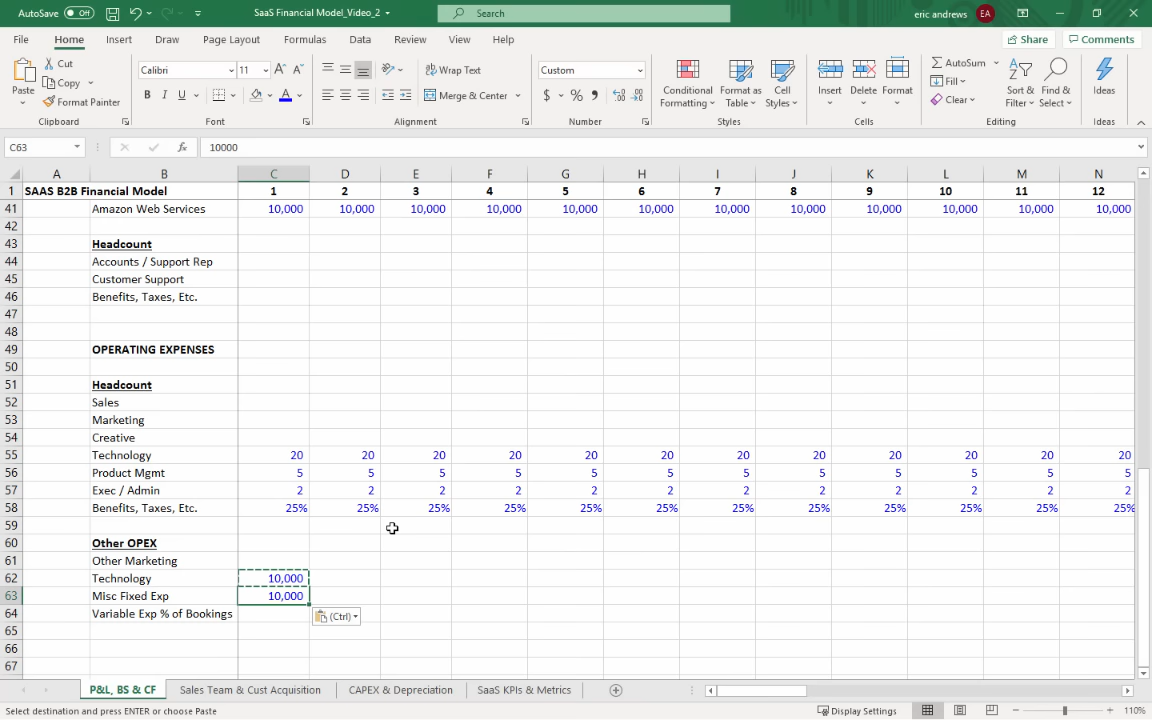 AutoSave Off SaaS Financial Model_Video_2 Search eric andrews EA
File Home Insert Draw Page Layout Formulas Data Review View Help Share Comments
Paste Cut Copy Format Painter Clipboard
Calibri 11 B I U Font
Wrap Text Merge & Center Alignment
Custom $ % Number
Conditional Formatting Format as Table Cell Styles Styles
Insert Delete Format Cells
AutoSum Fill Clear Sort & Filter Find & Select Editing
Ideas Ideas
C63 fx 10000
A B C D E F G H I J K L M N
1 SAAS B2B Financial Model 1 2 3 4 5 6 7 8 9 10 11 12
41 Amazon Web Services 10,000 10,000 10,000 10,000 10,000 10,000 10,000 10,000 10,000 10,000 10,000 10,000
42
43 Headcount
44 Accounts / Support Rep
45 Customer Support
46 Benefits, Taxes, Etc.
47
48
49 OPERATING EXPENSES
50
51 Headcount
52 Sales
53 Marketing
54 Creative
55 Technology 20 20 20 20 20 20 20 20 20 20 20 20
56 Product Mgmt 5 5 5 5 5 5 5 5 5 5 5 5
57 Exec / Admin 2 2 2 2 2 2 2 2 2 2 2 2
58 Benefits, Taxes, Etc. 25% 25% 25% 25% 25% 25% 25% 25% 25% 25% 25% 25%
59
60 Other OPEX
61 Other Marketing
62 Technology 10,000
63 Misc Fixed Exp 10,000
64 Variable Exp % of Bookings (Ctrl)
65
66
67
P&L, BS & CF Sales Team & Cust Acquisition CAPEX & Depreciation SaaS KPIs & Metrics
Select destination and press ENTER or choose Paste Display Settings 110%